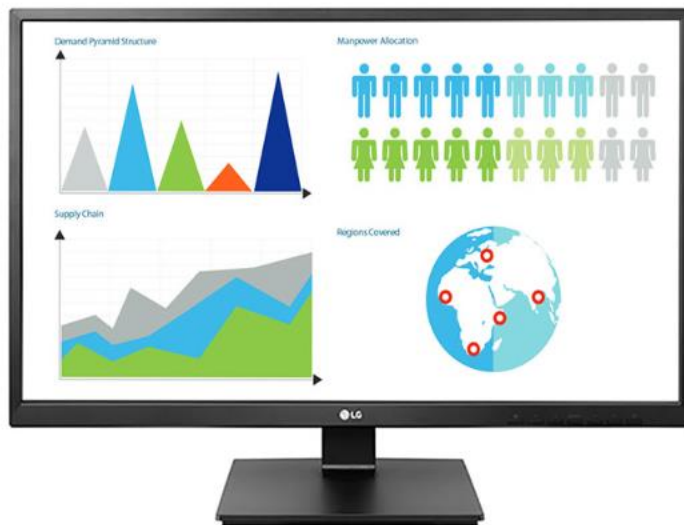 Demand Pyramid Structure
Manpower Allocation
Supply Chain
Regions Covered
LG